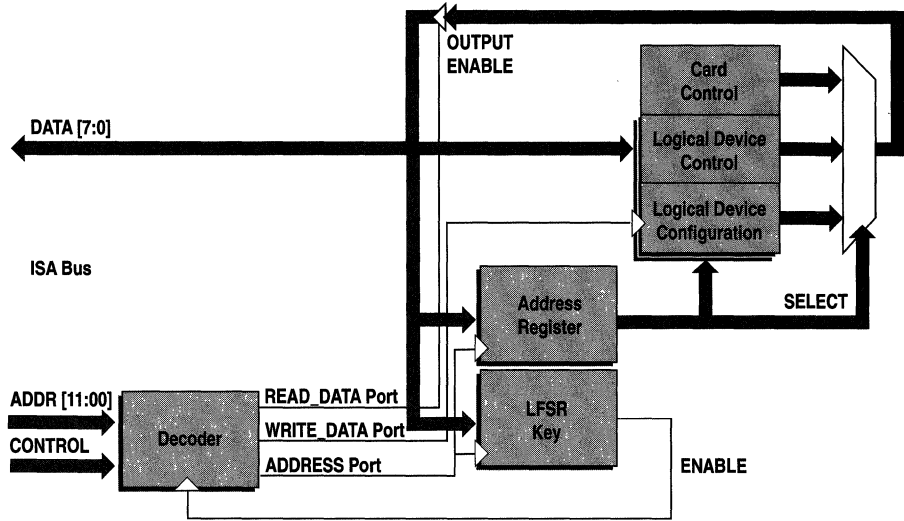 OUTPUT
ENABLE
Card
Control
DATA [7:0]
Logical Device
Control
Logical Device
Configuration
ISA Bus
Address
Register
SELECT
ADDR [11:00]
CONTROL
Decoder
READ_DATA Port
WRITE_DATA Port
ADDRESS Port
LFSR
Key
ENABLE